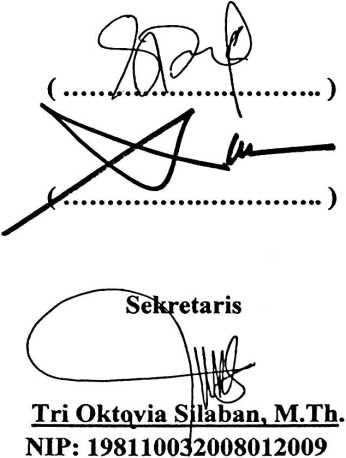 ( .................................. )
( .................................. )
Sekretaris
Tri Oktovia Silaban, M.Th.
NIP: 198110032008012009